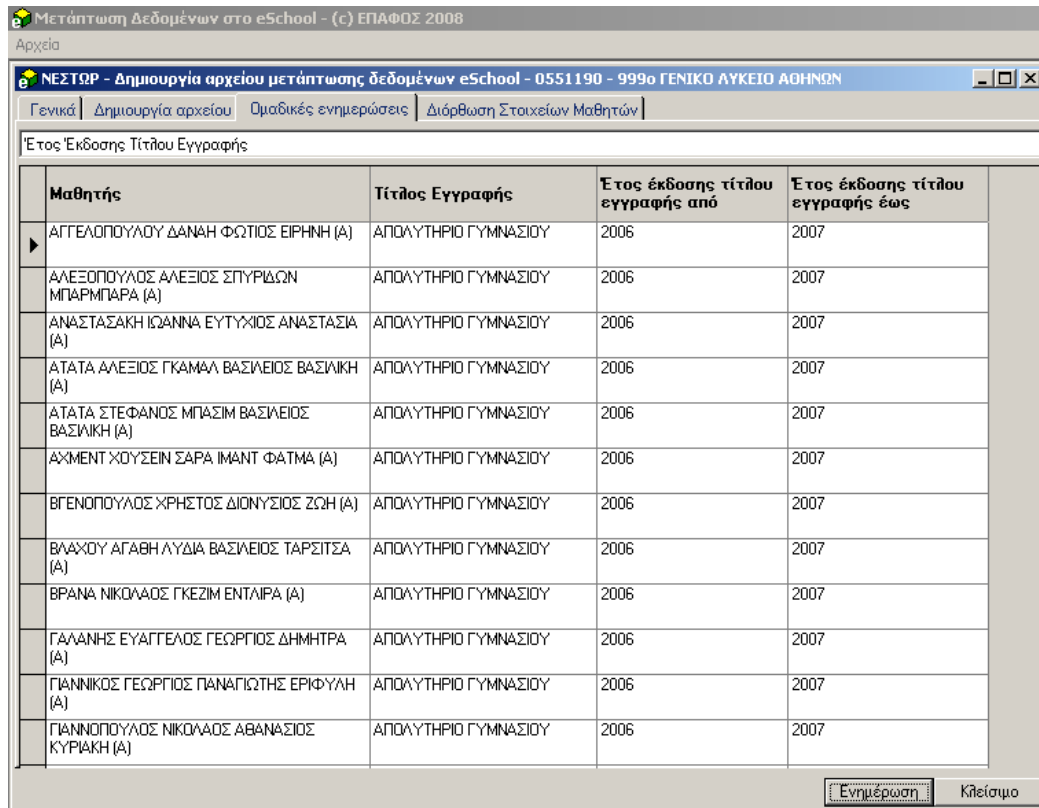 Μετάπτωση Δεδομένων στο eSchool - (c) ΕΠΑΦΟΣ 2008
Αρχεία
ΝΕΣΤΩΡ - Δημιουργία αρχείου μετάπτωσης δεδομένων eSchool - 0551190 - 999ο ΓΕΝΙΚΟ ΛΥΚΕΙΟ ΑΘΗΝΩΝ
Γενικά Δημιουργία αρχείου Ομαδικές ενημερώσεις Διόρθωση Στοιχείων Μαθητών
Έτος Έκδοσης Τίτλου Εγγραφής
Μαθητής Τίτλος Εγγραφής Έτος έκδοσης τίτλου Έτος έκδοσης τίτλου
εγγραφής από εγγραφής έως
ΑΓΓΕΛΟΠΟΥΛΟΥ ΔΑΝΑΗ ΦΩΤΙΟΣ ΕΙΡΗΝΗ (Α) ΑΠΟΛΥΤΗΡΙΟ ΓΥΜΝΑΣΙΟΥ 2006 2007
ΑΛΕΞΟΠΟΥΛΟΣ ΑΛΕΞΙΟΣ ΣΠΥΡΙΔΩΝ ΑΠΟΛΥΤΗΡΙΟ ΓΥΜΝΑΣΙΟΥ 2006 2007
ΜΠΑΡΜΠΑΡΑ (Α)
ΑΝΑΣΤΑΣΑΚΗ ΙΩΑΝΝΑ ΕΥΤΥΧΙΟΣ ΑΝΑΣΤΑΣΙΑ ΑΠΟΛΥΤΗΡΙΟ ΓΥΜΝΑΣΙΟΥ 2006 2007
(Α)
ΑΤΑΤΑ ΑΛΕΞΙΟΣ ΓΚΑΜΑΛ ΒΑΣΙΛΕΙΟΣ ΒΑΣΙΛΙΚΗ ΑΠΟΛΥΤΗΡΙΟ ΓΥΜΝΑΣΙΟΥ 2006 2007
(Α)
ΑΤΑΤΑ ΣΤΕΦΑΝΟΣ ΜΠΑΣΙΜ ΒΑΣΙΛΕΙΟΣ ΑΠΟΛΥΤΗΡΙΟ ΓΥΜΝΑΣΙΟΥ 2006 2007
ΒΑΣΙΛΙΚΗ (Α)
ΑΧΜΕΝΤ ΧΟΥΣΕΙΝ ΣΑΡΑ ΙΜΑΝΤ ΦΑΤΜΑ (Α) ΑΠΟΛΥΤΗΡΙΟ ΓΥΜΝΑΣΙΟΥ 2006 2007
ΒΓΕΝΟΠΟΥΛΟΣ ΧΡΗΣΤΟΣ ΔΙΟΝΥΣΙΟΣ ΖΩΗ (Α) ΑΠΟΛΥΤΗΡΙΟ ΓΥΜΝΑΣΙΟΥ 2006 2007
ΒΛΑΧΟΥ ΑΓΑΘΗ ΛΥΔΙΑ ΒΑΣΙΛΕΙΟΣ ΤΑΡΣΙΤΣΑ ΑΠΟΛΥΤΗΡΙΟ ΓΥΜΝΑΣΙΟΥ 2006 2007
(Α)
ΒΡΑΝΑ ΝΙΚΟΛΑΟΣ ΓΚΕΖΙΜ ΕΝΤΛΙΡΑ (Α) ΑΠΟΛΥΤΗΡΙΟ ΓΥΜΝΑΣΙΟΥ 2006 2007
ΓΑΛΑΝΗΣ ΕΥΑΓΓΕΛΟΣ ΓΕΩΡΓΙΟΣ ΔΗΜΗΤΡΑ ΑΠΟΛΥΤΗΡΙΟ ΓΥΜΝΑΣΙΟΥ 2006 2007
(Α)
ΓΙΑΝΝΙΚΟΣ ΓΕΩΡΓΙΟΣ ΠΑΝΑΓΙΩΤΗΣ ΕΡΙΦΥΛΗ ΑΠΟΛΥΤΗΡΙΟ ΓΥΜΝΑΣΙΟΥ 2006 2007
(Α)
ΓΙΑΝΝΟΠΟΥΛΟΣ ΝΙΚΟΛΑΟΣ ΑΘΑΝΑΣΙΟΣ ΑΠΟΛΥΤΗΡΙΟ ΓΥΜΝΑΣΙΟΥ 2006 2007
ΚΥΡΙΑΚΗ (Α)
Ενημέρωση Κλείσιμο